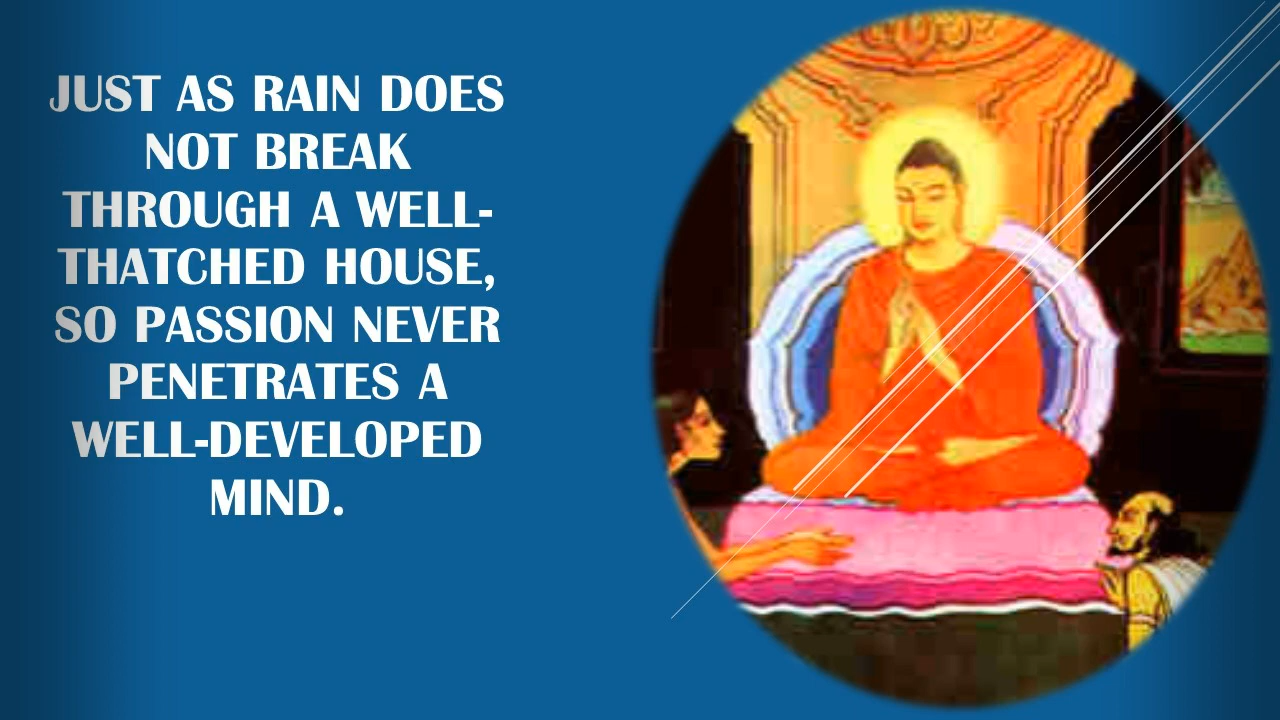 JUST AS RAIN DOES
NOT BREAK
THROUGH A WELL-
THATCHED HOUSE,
SO PASSION NEVER
PENETRATES A
WELL-DEVELOPED
MIND.